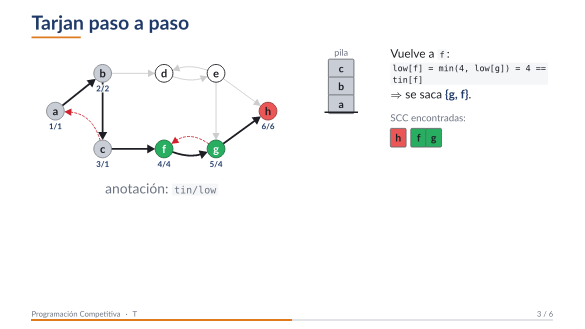 Tarjan paso a paso
b
d
e
2/2
a
1/1
h
6/6
c
3/1
f
4/4
g
5/4
anotación: tin/low
pila
c
b
a
Vuelve a f:
low[f] = min(4, low[g]) = 4 ==
tin[f]
⇒ se saca {g, f}.
SCC encontradas:
h f g
Programación Competitiva · T
3 / 6